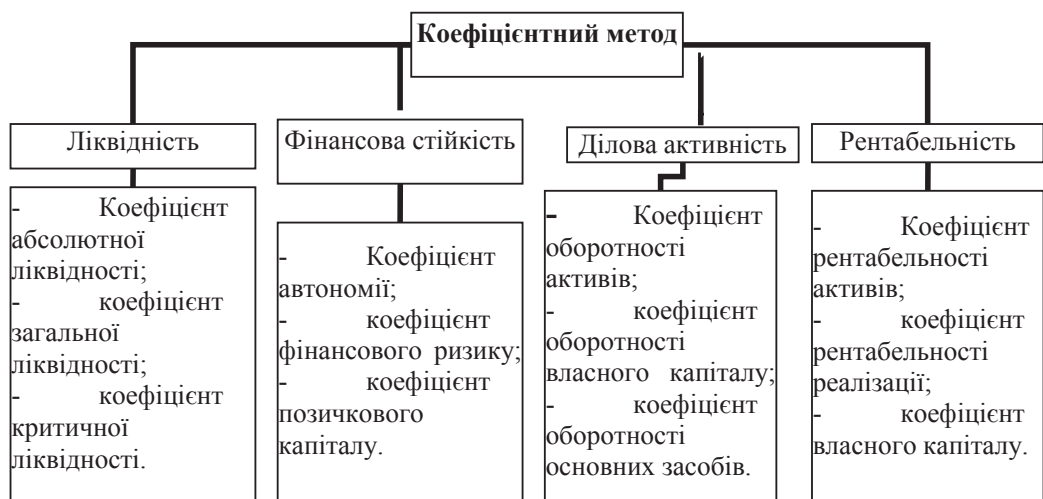 Коефіцієнтний метод
Ліквідність
- Коефіцієнт
абсолютної
ліквідності;
- коефіцієнт
загальної
ліквідності;
- коефіцієнт
критичної
ліквідності.
Фінансова стійкість
- Коефіцієнт
автономії;
- коефіцієнт
фінансового ризику;
- коефіцієнт
позичкового
капіталу.
Ділова активність
- Коефіцієнт
оборотності
активів;
- коефіцієнт
оборотності
власного капіталу;
- коефіцієнт
оборотності
основних засобів.
Рентабельність
- Коефіцієнт
рентабельності
активів;
- коефіцієнт
рентабельності
реалізації;
- коефіцієнт
власного капіталу.